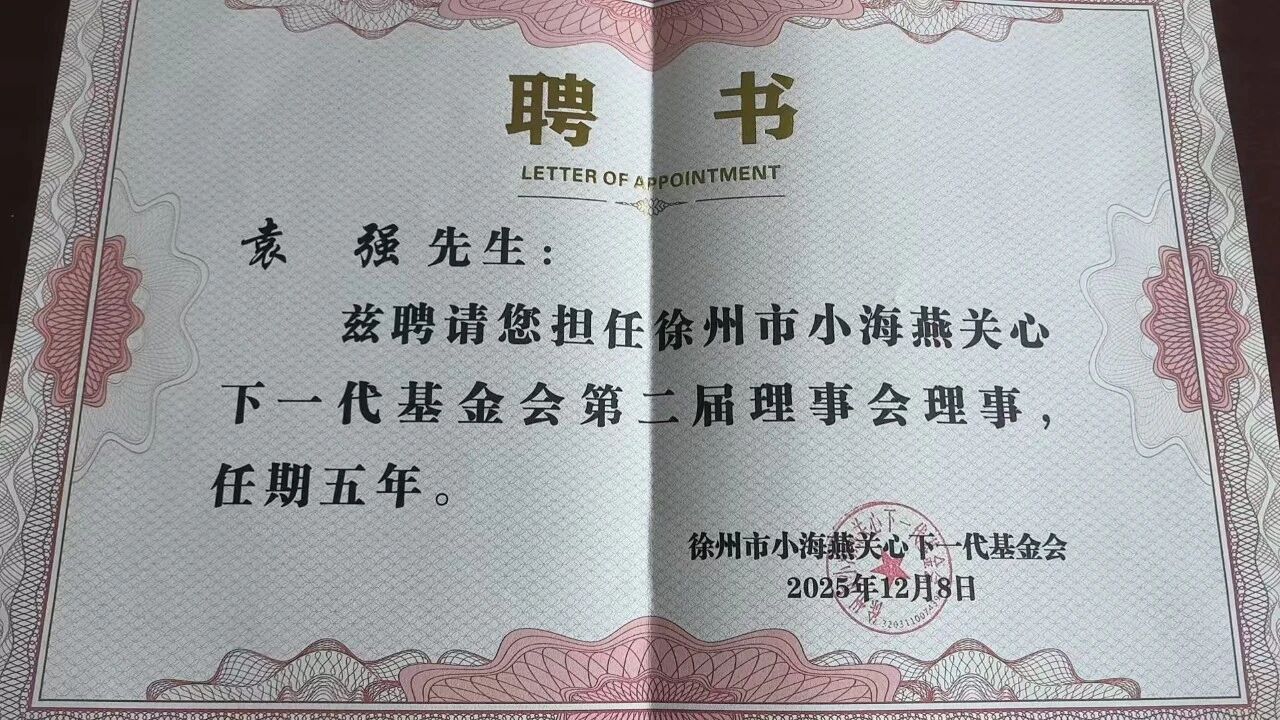 聘 书
LETTER OF APPOINTMENT
袁 强 先生：
兹聘请您担任徐州市小海燕关心
下一代基金会第二届理事会理事，
任期五年。
徐州市小海燕关心下一代基金会
2025年12月8日